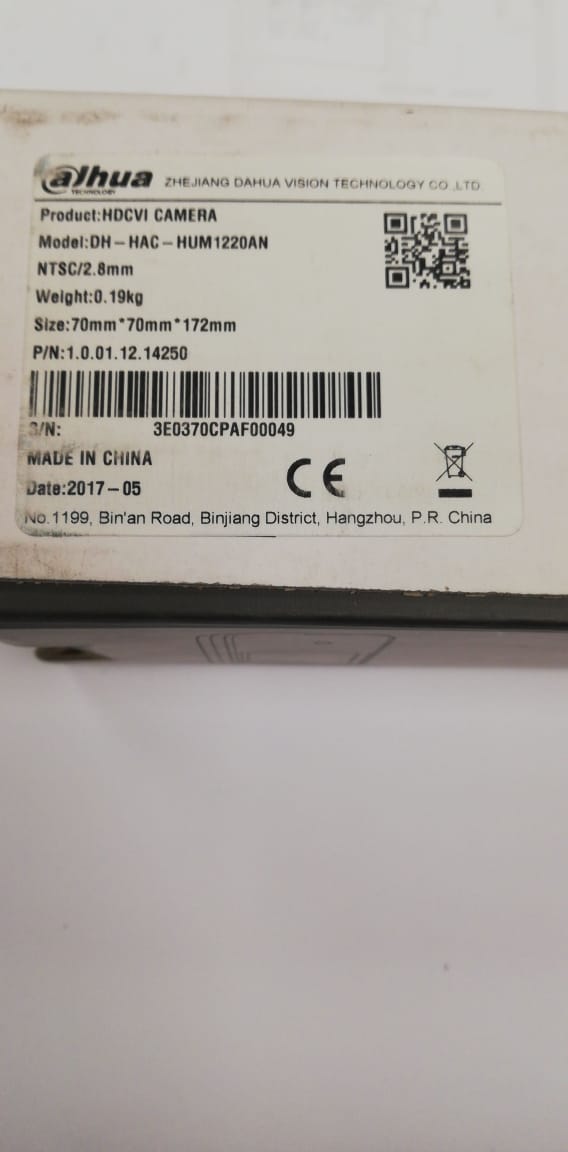 alhua
TECHNOLOGY
ZHEJIANG DAHUA VISION TECHNOLOGY CO.,LTD.
Product:HDCVI CAMERA
Model:DH-HAC-HUM1220AN
NTSC/2.8mm
Weight:0.19kg
Size:70mm*70mm*172mm
P/N:1.0.01.12.14250
S/N: 3E0370CPAF00049
MADE IN CHINA
Date:2017-05
CE
No.1199, Bin'an Road, Binjiang District, Hangzhou, P.R. China